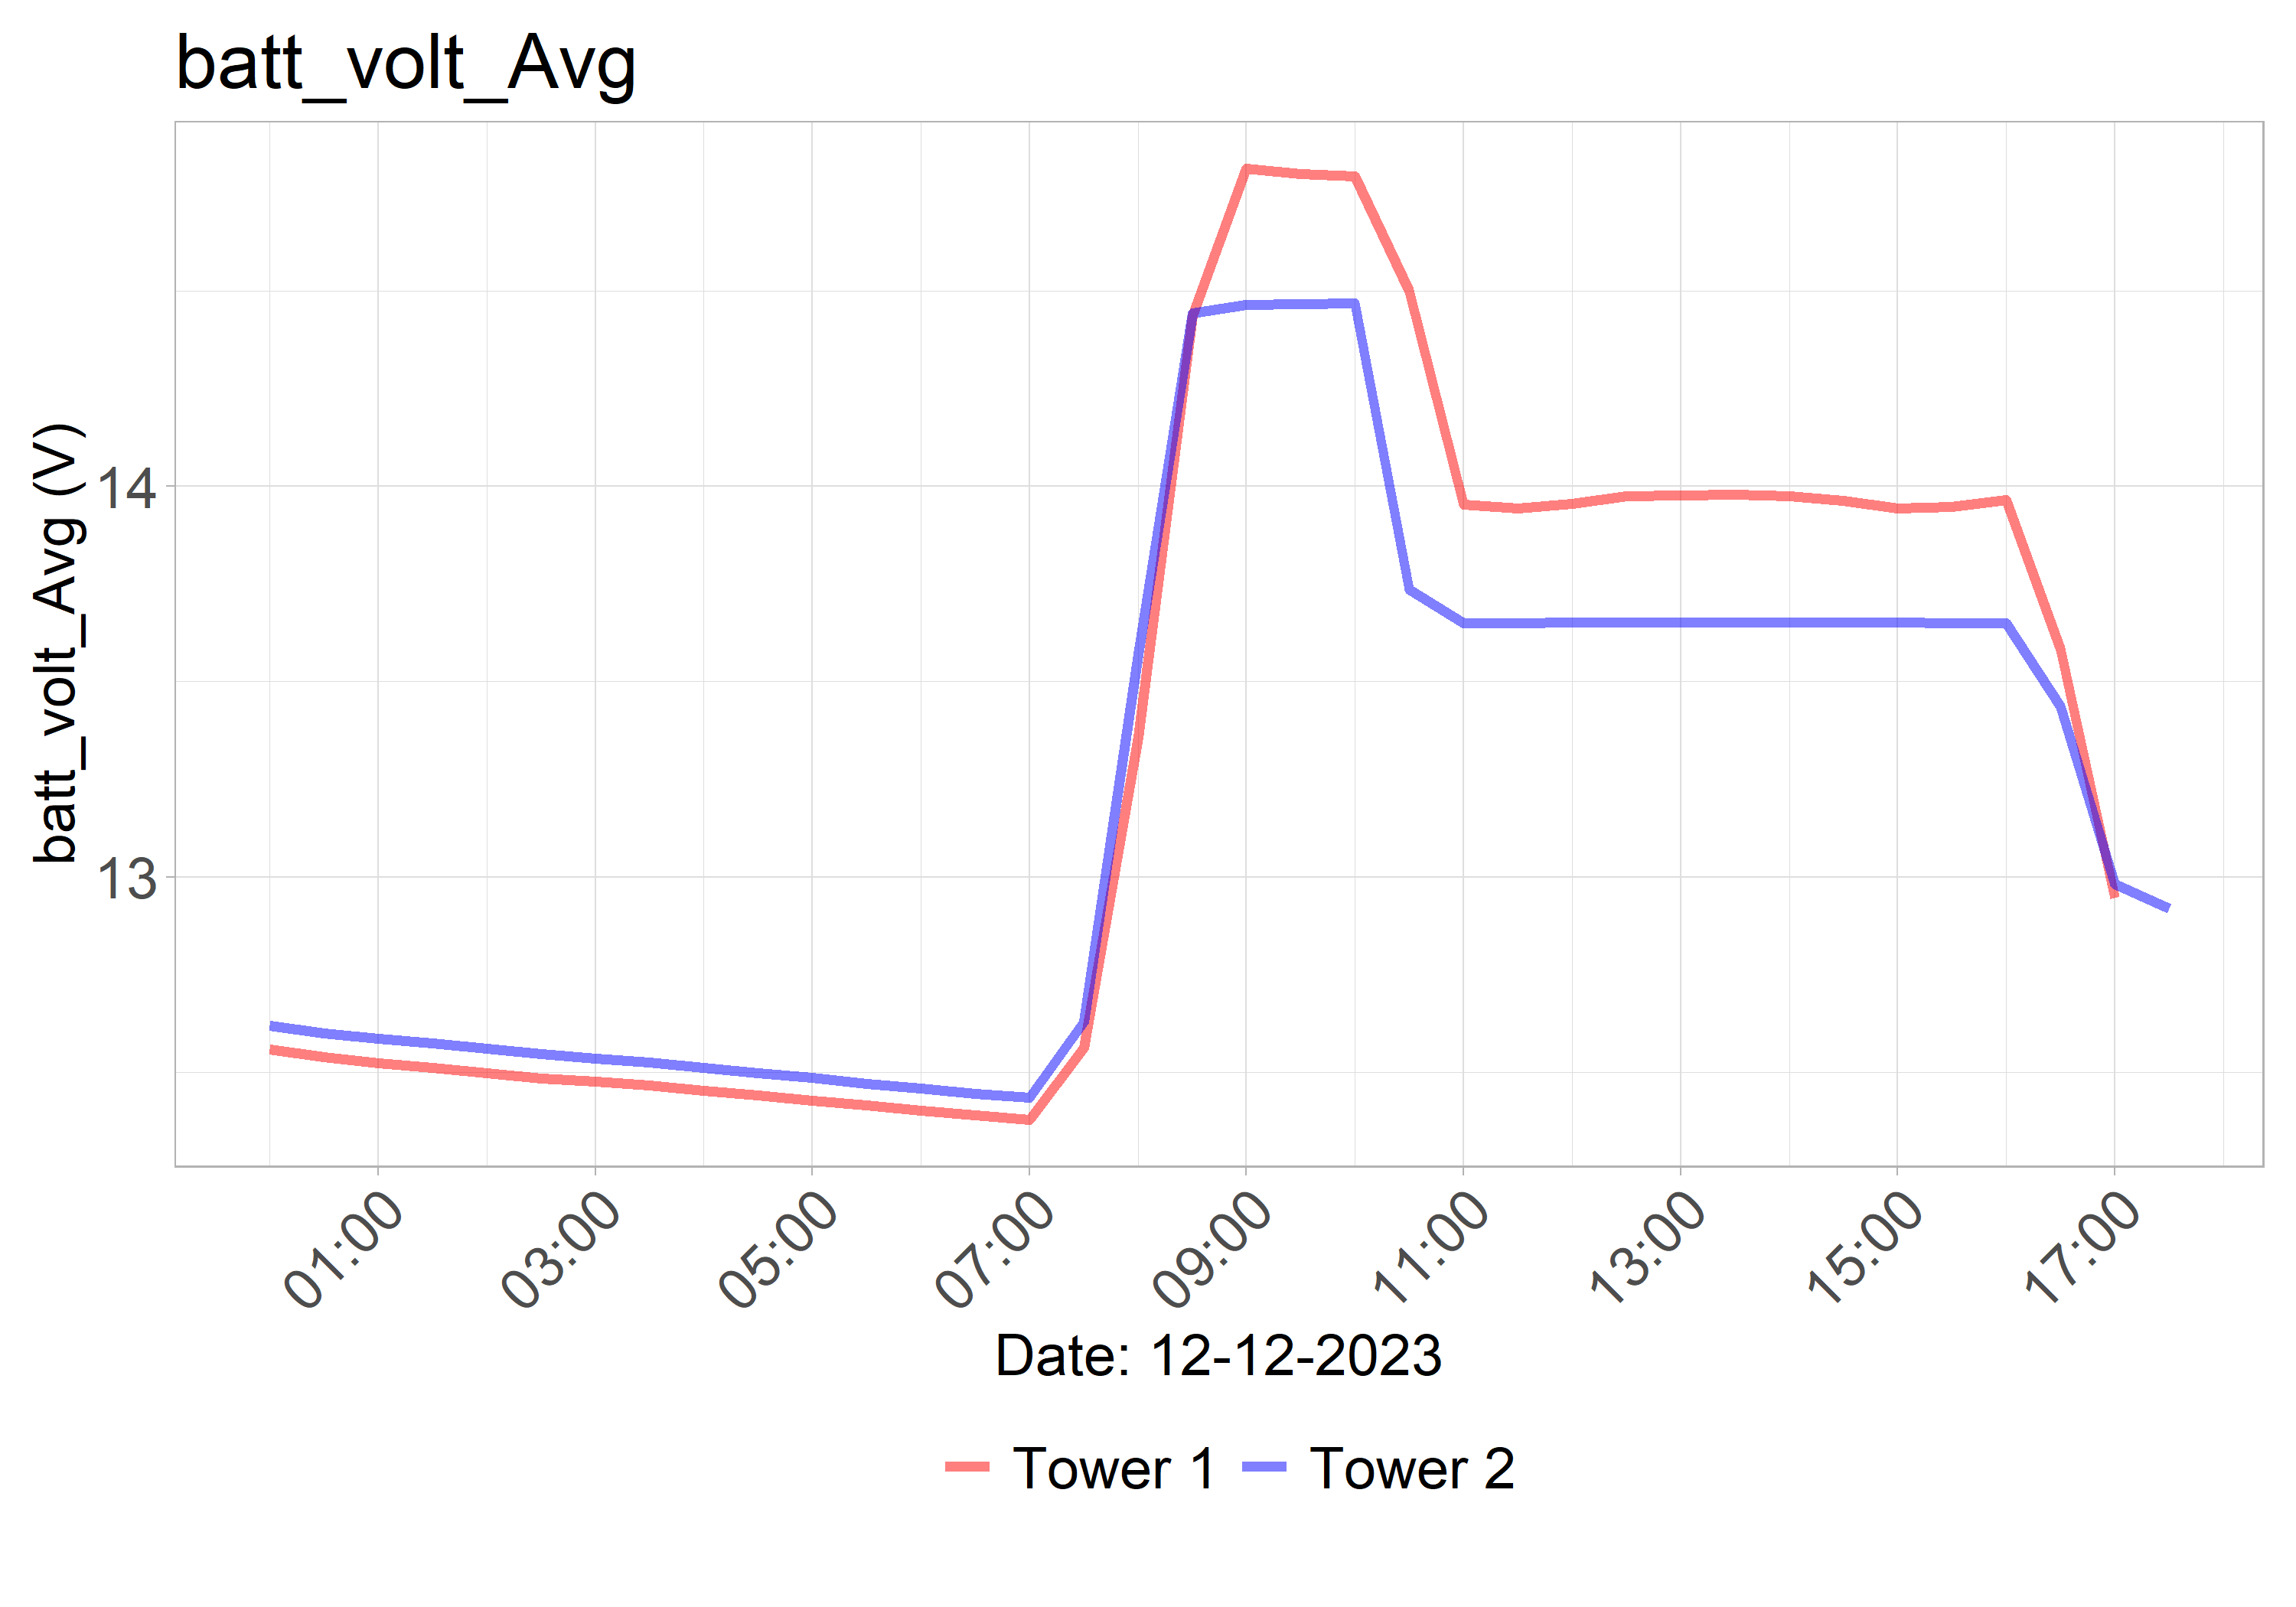 batt_volt_Avg
batt_volt_Avg (V)
14
13
01:00 03:00 05:00 07:00 09:00 11:00 13:00 15:00 17:00
Date: 12-12-2023
Tower 1 Tower 2